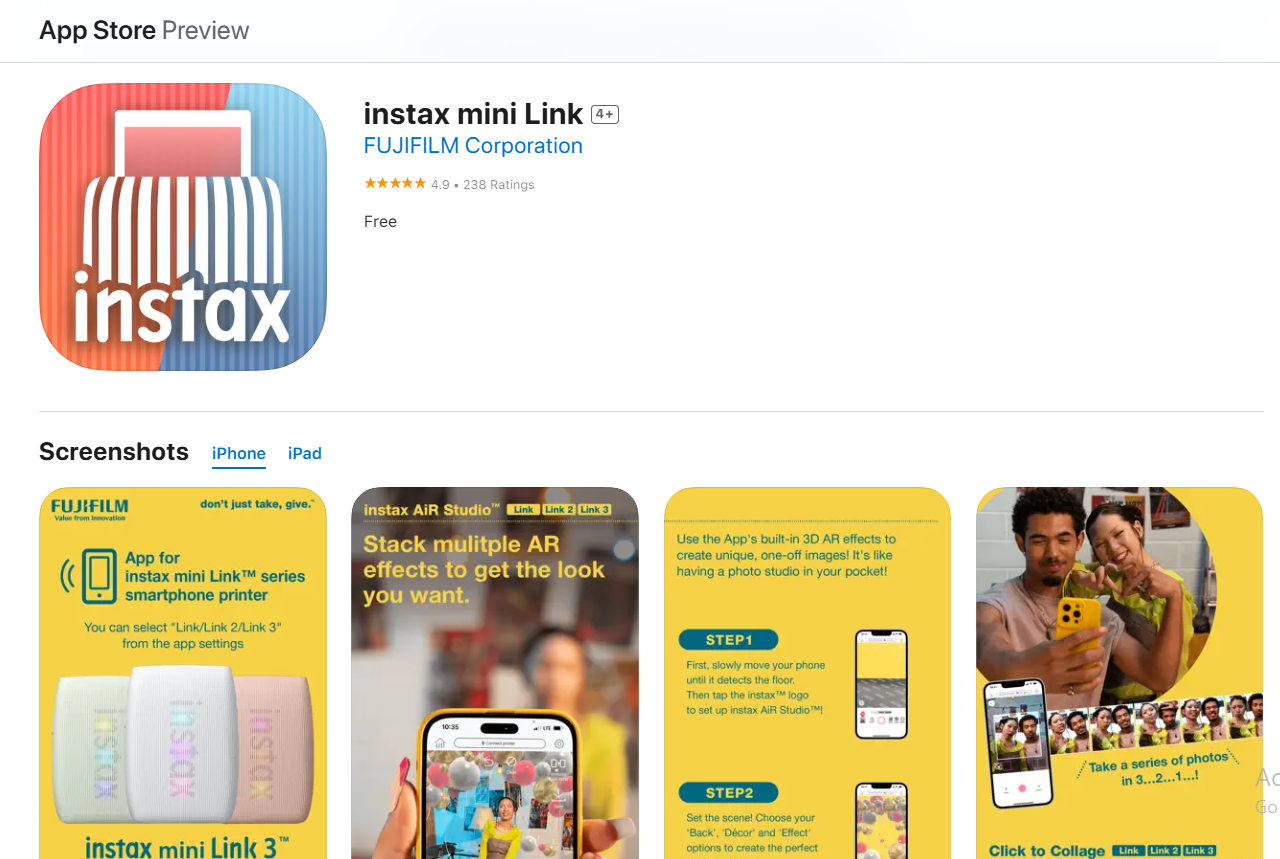 App Store Preview
instax
instax mini Link 4+
FUJIFILM Corporation
4.9 • 238 Ratings
Free
Screenshots iPhone iPad
FUJIFILM
Value from Innovation
don't just take, give.™
App for
instax mini Link™ series
smartphone printer
You can select "Link/Link 2/Link 3"
from the app settings
instax
instax
instax
instax mini Link 3™
instax AiR Studio™ Link Link 2 Link 3
Stack mulitple AR
effects to get the look
you want.
10:35 LTE
Connect printer
Use the App's built-in 3D AR effects to
create unique, one-off images! It's like
having a photo studio in your pocket!
STEP1
First, slowly move your phone
until it detects the floor.
Then tap the instax™ logo
to set up instax AiR Studio™!
STEP2
Set the scene! Choose your
'Back', 'Décor' and 'Effect'
options to create the perfect
Take a series of photos
in 3...2...1...!
Click to Collage Link Link 2 Link 3
Go